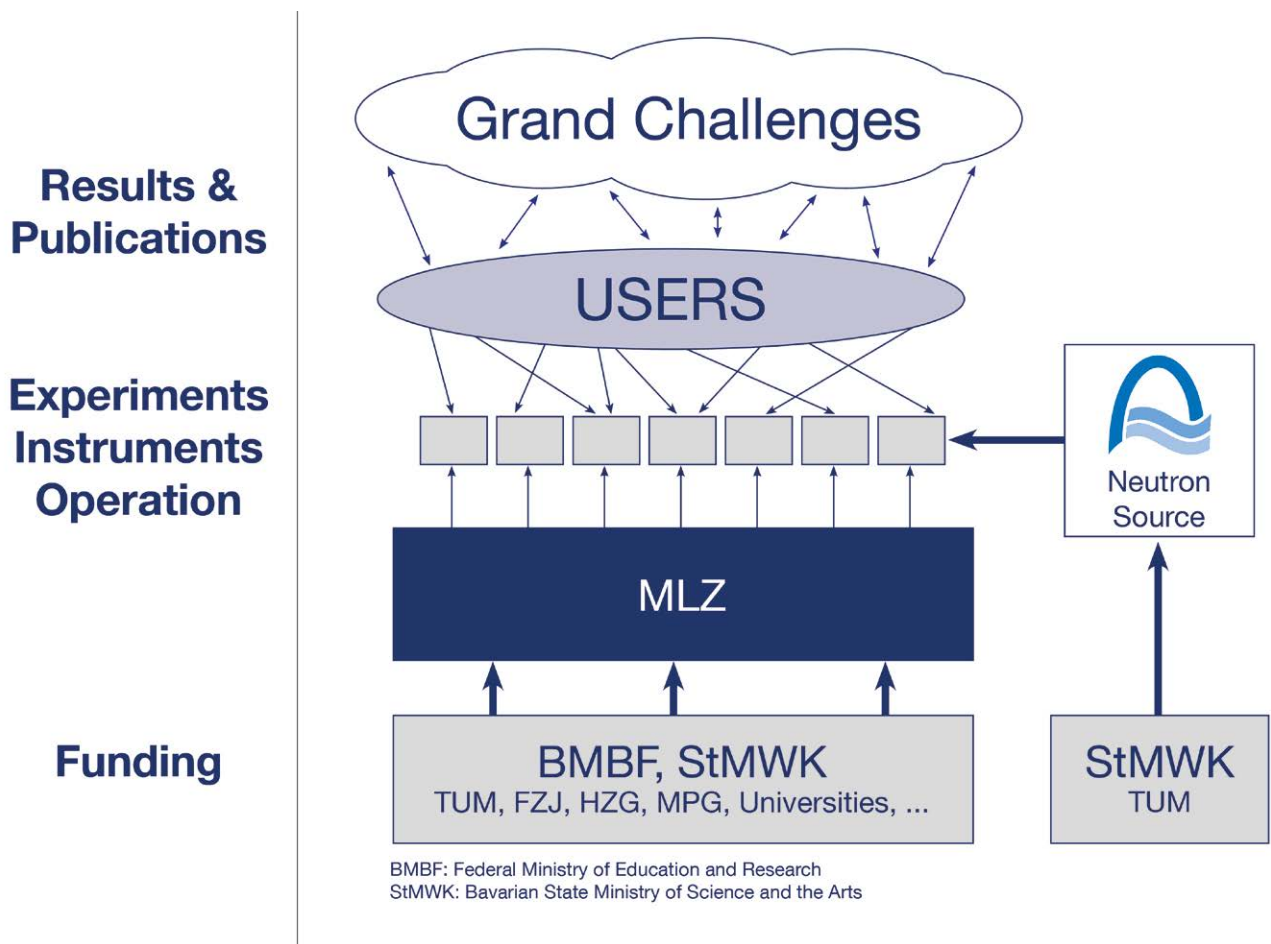 Grand Challenges
Results &
Publications
USERS
Experiments
Instruments
Operation
Neutron
Source
MLZ
Funding
BMBF, StMWK
TUM, FZJ, HZG, MPG, Universities, ...
StMWK
TUM
BMBF: Federal Ministry of Education and Research
StMWK: Bavarian State Ministry of Science and the Arts